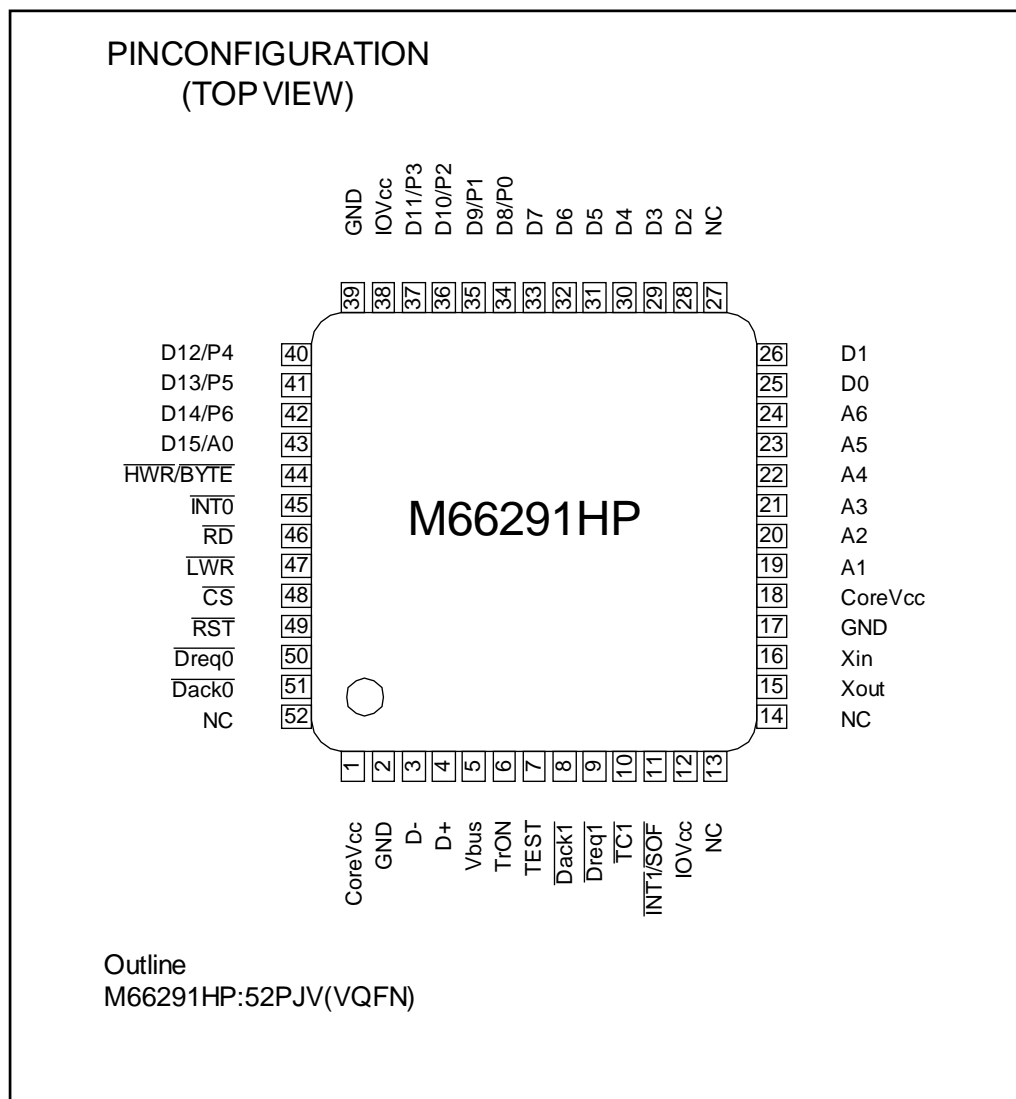 PINCONFIGURATION
(TOP VIEW)
GND
IOVcc
D11/P3
D10/P2
D9/P1
D8/P0
D7
D6
D5
D4
D3
D2
NC
39
38
37
36
35
34
33
32
31
30
29
28
27
D12/P4 40
D13/P5 41
D14/P6 42
D15/A0 43
HWR/BYTE 44
INT0 45
RD 46
LWR 47
CS 48
RST 49
Dreq0 50
Dack0 51
NC 52
M66291HP
26 D1
25 D0
24 A6
23 A5
22 A4
21 A3
20 A2
19 A1
18 CoreVcc
17 GND
16 Xin
15 Xout
14 NC
1
2
3
4
5
6
7
8
9
10
11
12
13
CoreVcc
GND
D-
D+
Vbus
TrON
TEST
Dack1
Dreq1
TC1
INT1/SOF
IOVcc
NC
Outline
M66291HP:52PJV(VQFN)